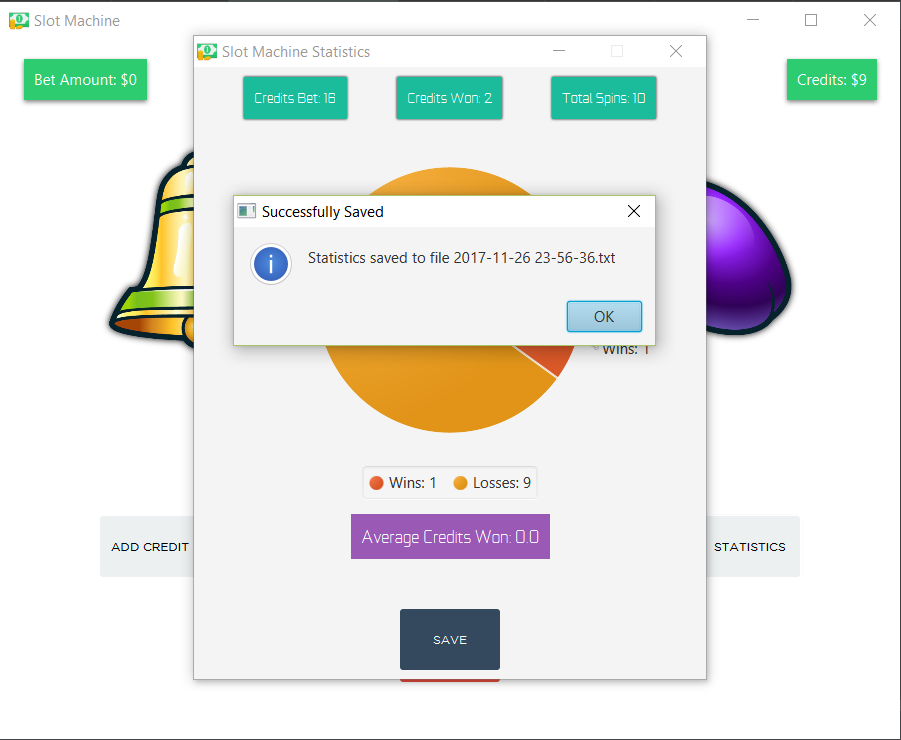 Slot Machine
Bet Amount: $0
Credits: $9
Slot Machine Statistics
Credits Bet: 16
Credits Won: 2
Total Spins: 10
Successfully Saved
Statistics saved to file 2017-11-26 23-56-36.txt
OK
Wins: 1
Wins: 1
Losses: 9
Average Credits Won: 0.0
ADD CREDIT
STATISTICS
SAVE